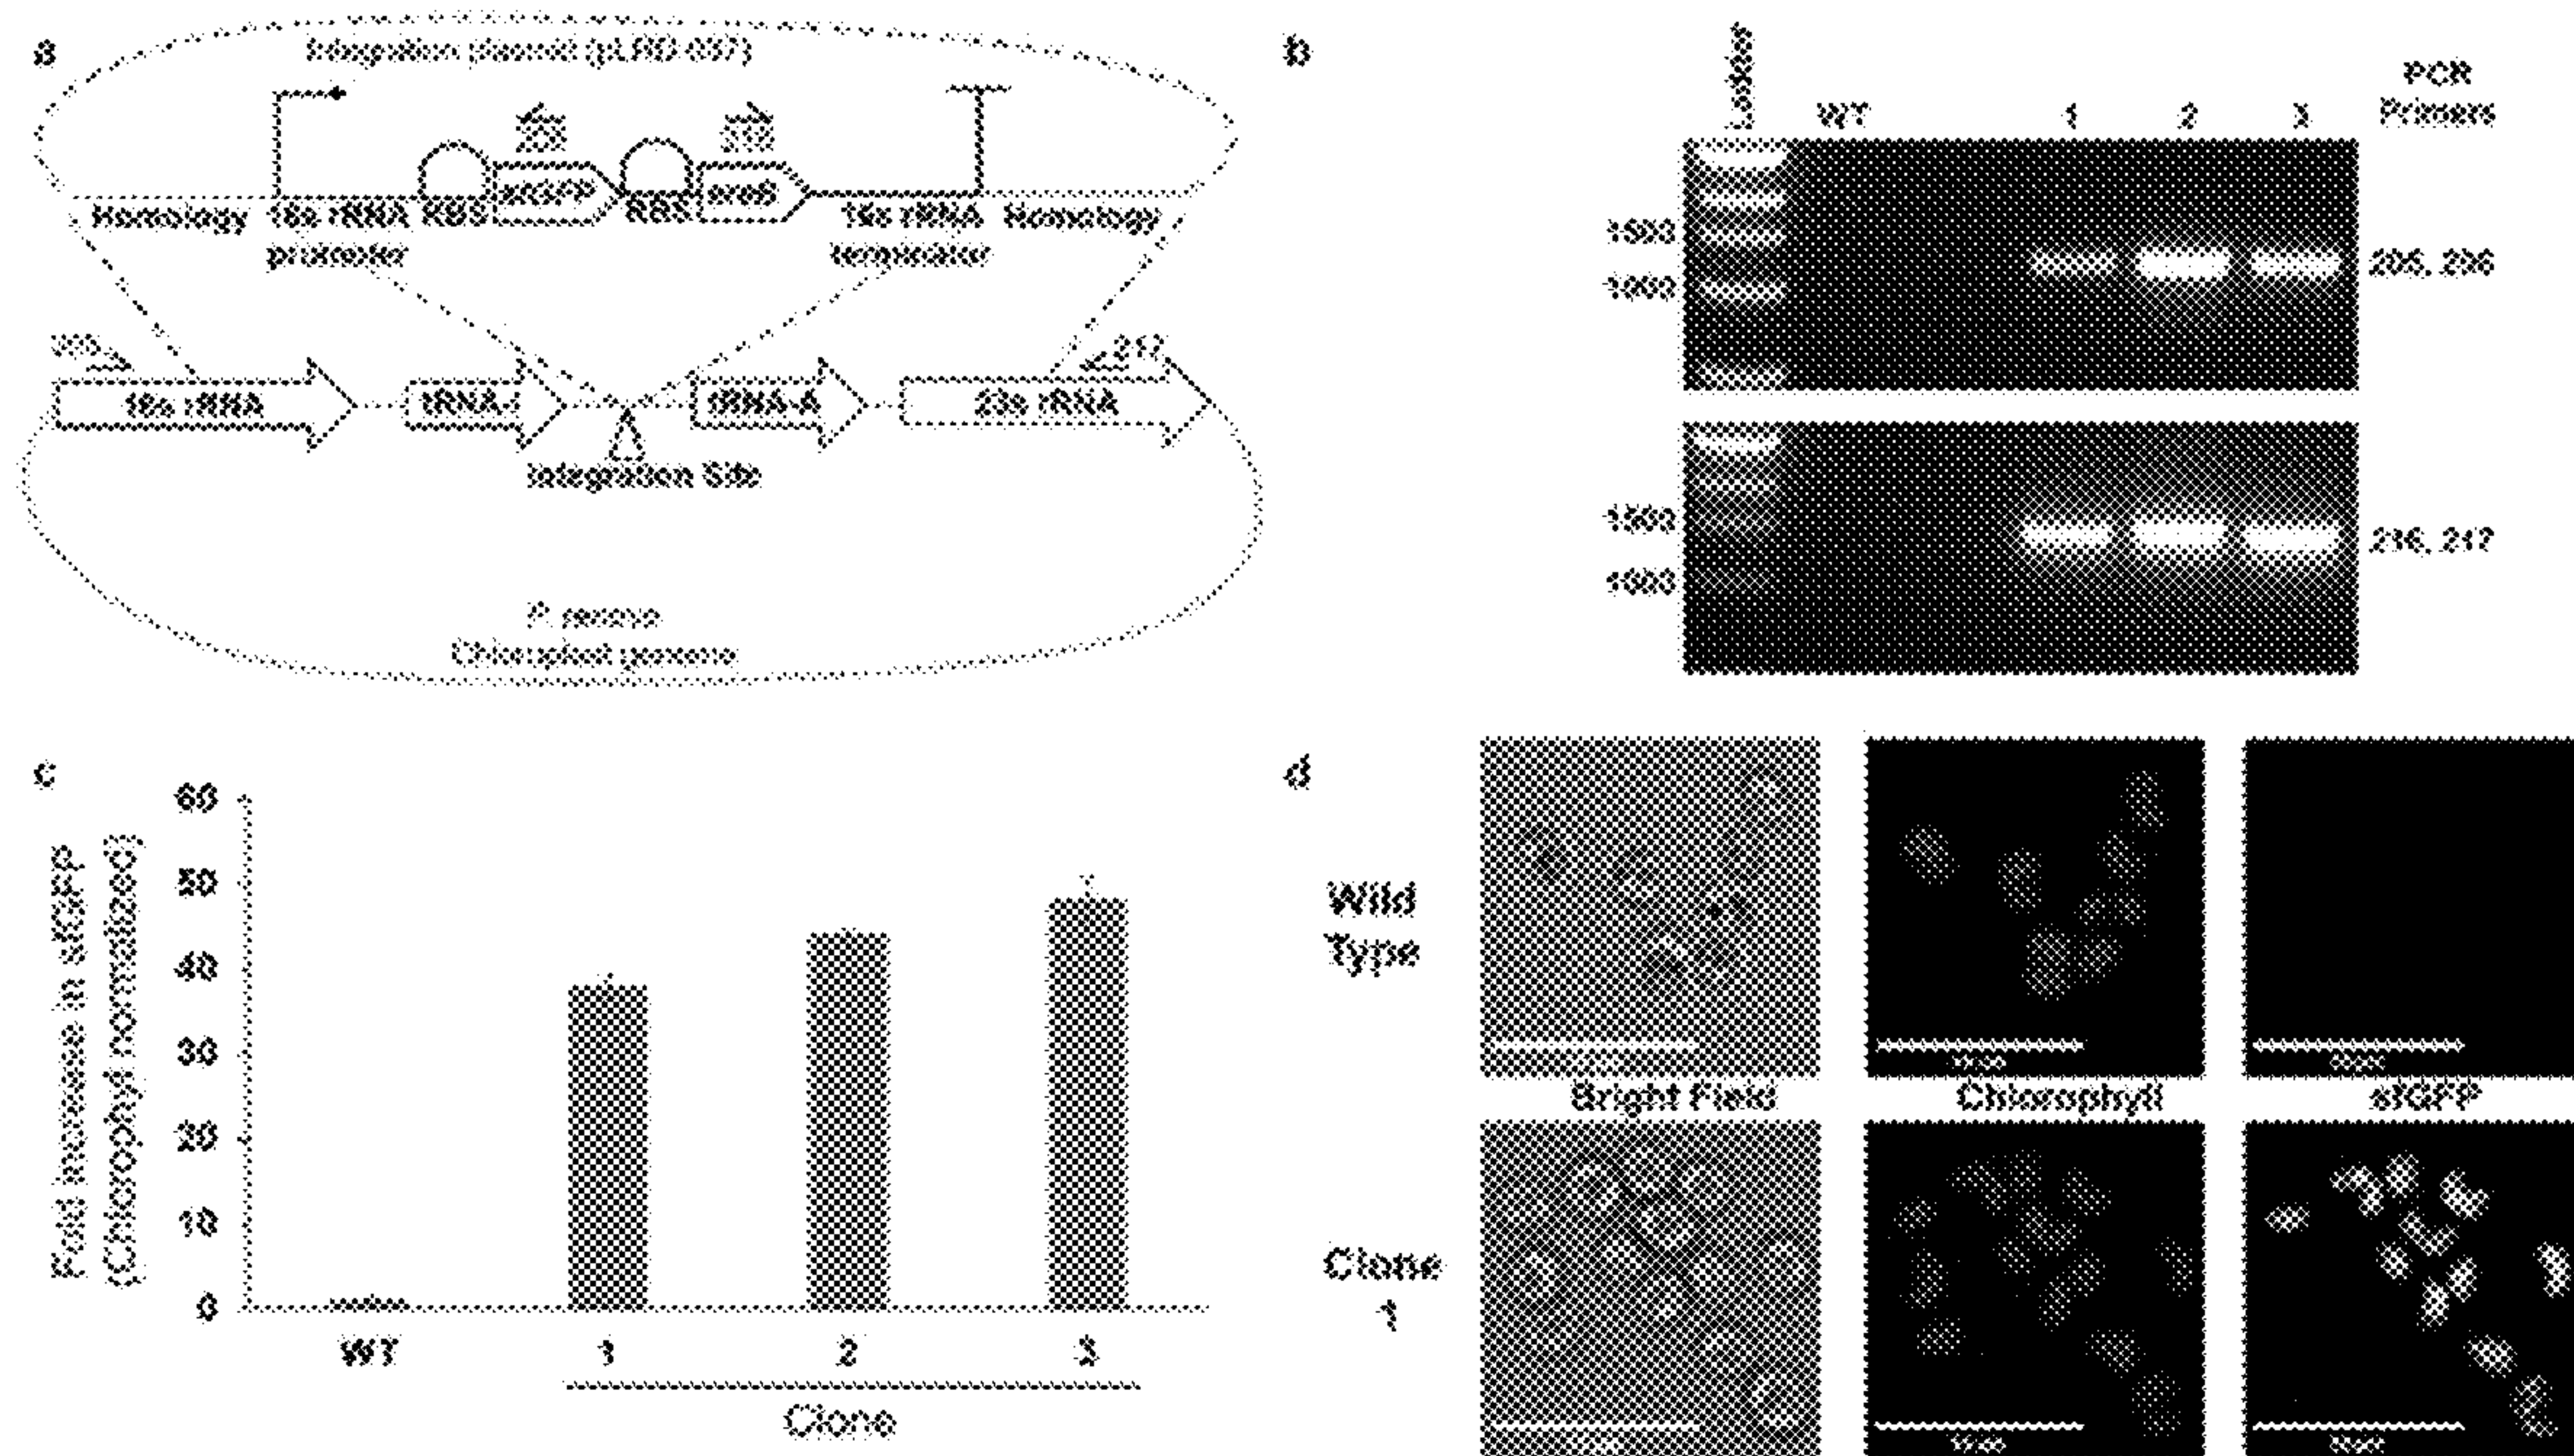 a
Integration plasmid (pLRD-037)
sfGFP
Homology
16s rRNA
promoter
RBS
RBS
16s rRNA
terminator
Homology
16s rRNA
tRNA-I
tRNA-A
23s rRNA
217
Integration Site
Chloroplast genome
b
Ladder
WT
1
2
3
PCR
Primers
1500
1000
205, 206
1500
1000
216, 217
c
Fold increase in sfGFP
(Chlorophyl normalized)
60
50
40
30
20
10
0
WT
1
2
3
Clone
d
Wild
Type
Bright Field
Chlorophyll
sfGFP
Clone
1